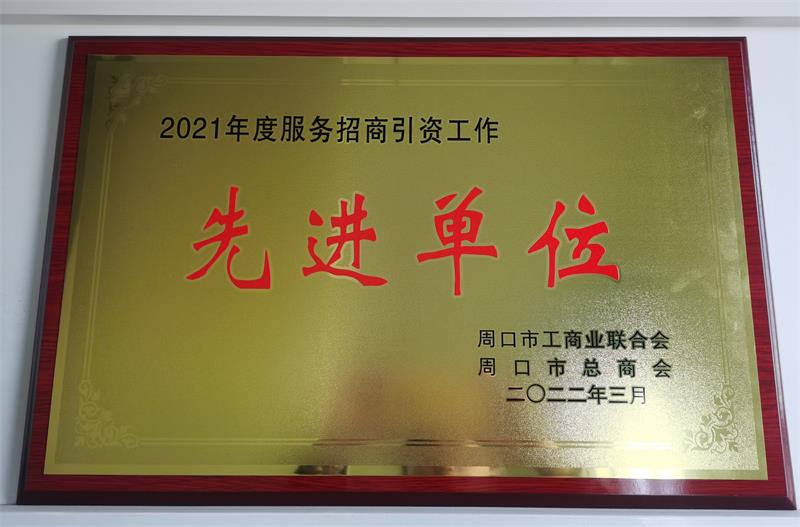 2021年度服务招商引资工作
先进单位
周口市工商业联合会
周口市总商会
二〇二二年三月